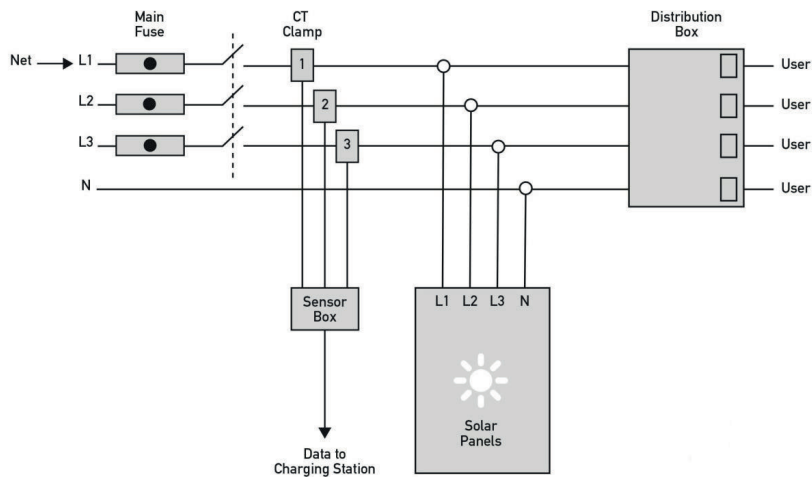 Main
Fuse
CT
Clamp
Distribution
Box
Net
L1
1
User
L2
2
User
L3
3
User
N
User
Sensor
Box
L1 L2 L3 N
Solar
Panels
Data to
Charging Station